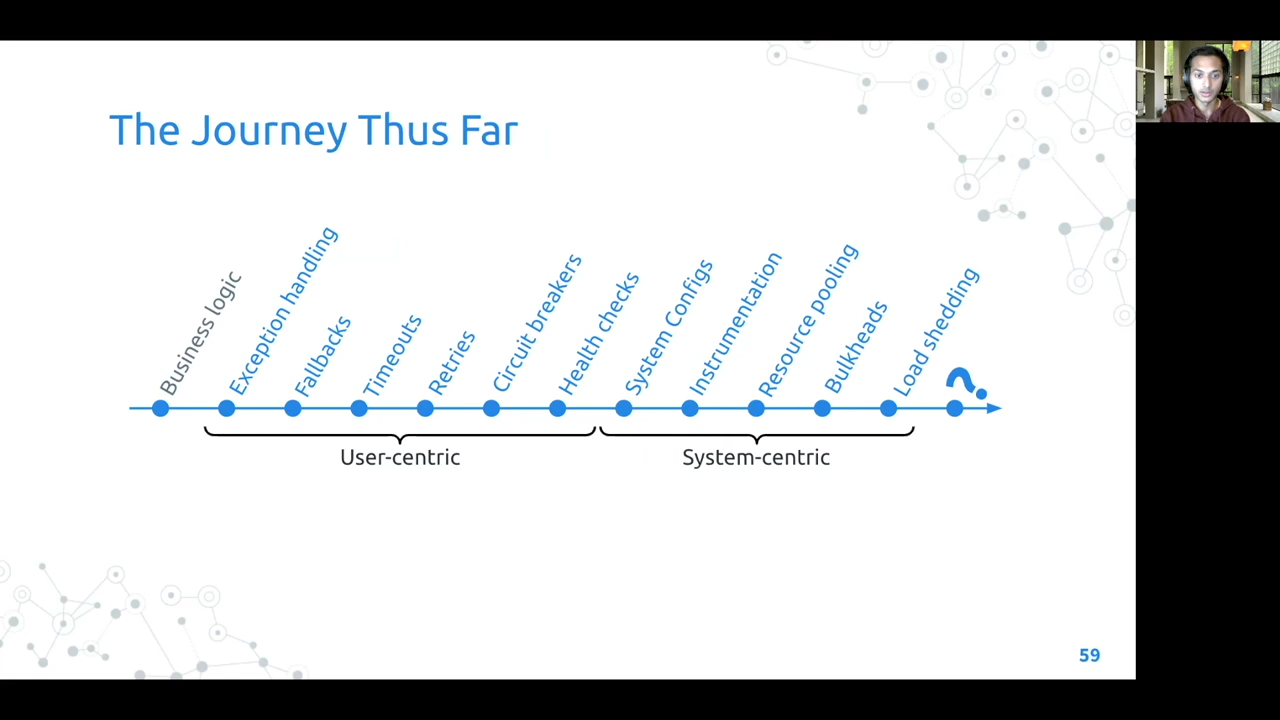 The Journey Thus Far
Business logic
Exception handling
Fallbacks
Timeouts
Retries
Circuit breakers
Health checks
System Configs
Instrumentation
Resource pooling
Bulkheads
Load shedding
?
User-centric
System-centric
59